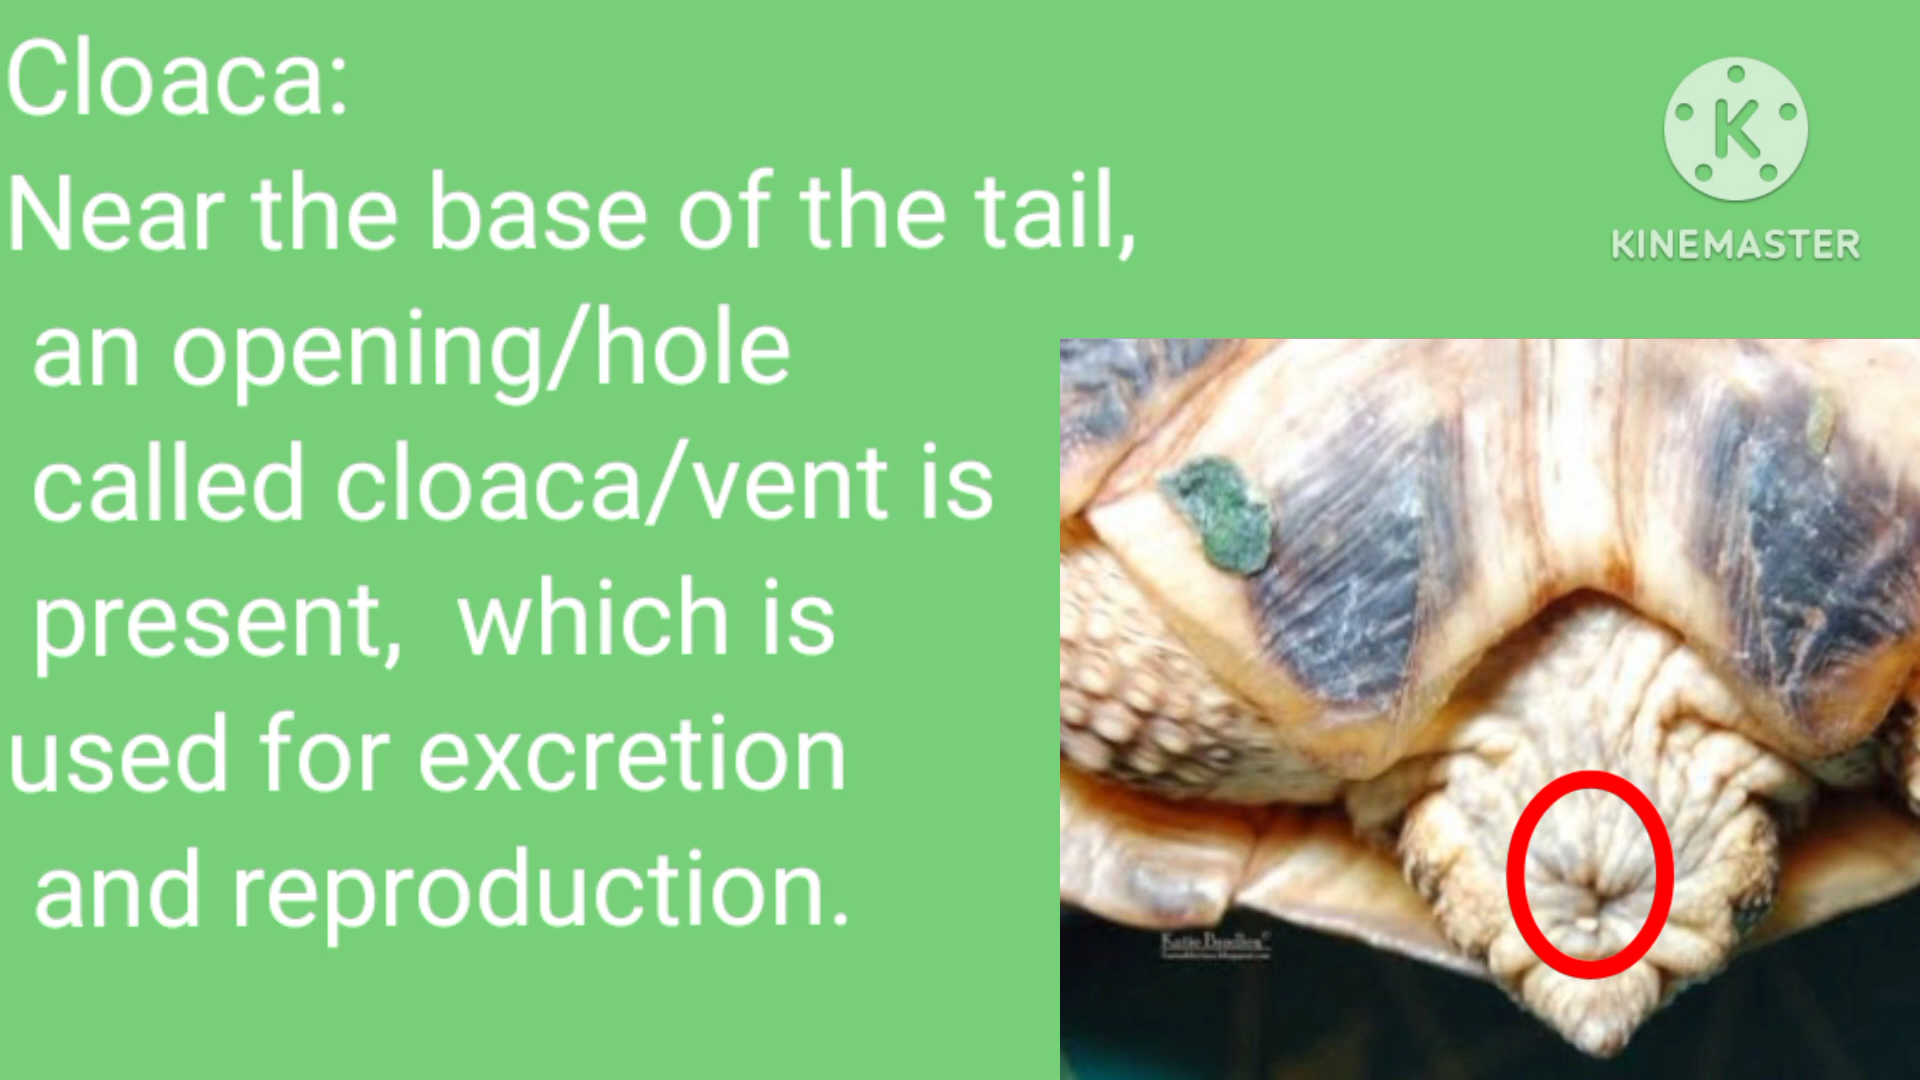 Cloaca:
Near the base of the tail,
an opening/hole
called cloaca/vent is
present, which is
used for excretion
and reproduction.
K
KINEMASTER